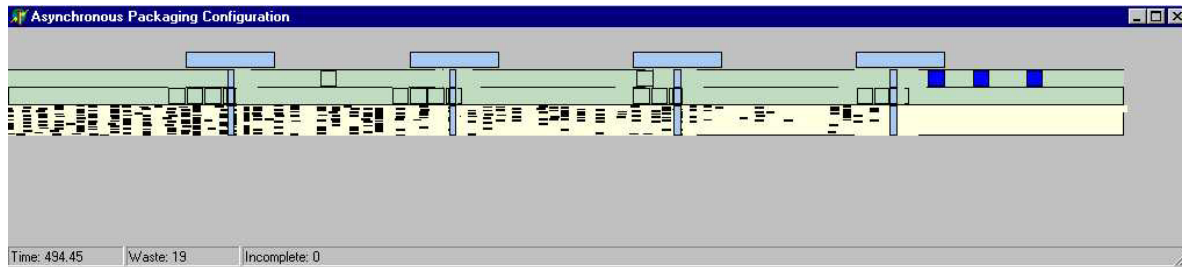 Asynchronous Packaging Configuration
Time: 494.45 Waste: 19 Incomplete: 0